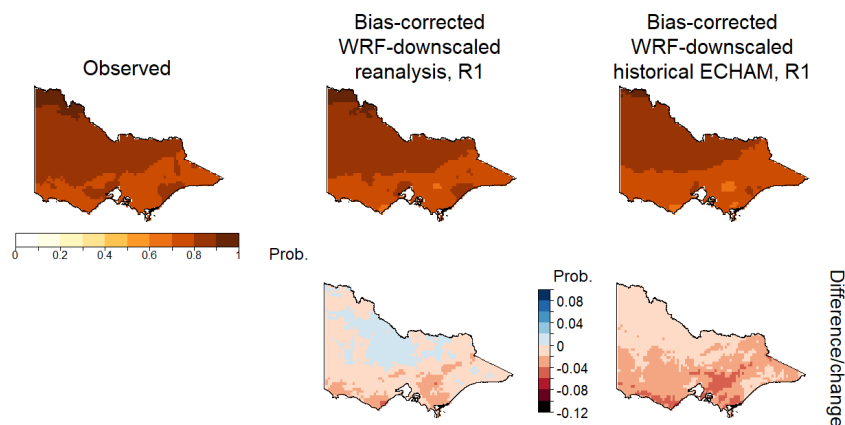 Observed
Bias-corrected
WRF-downscaled
reanalysis, R1
Bias-corrected
WRF-downscaled
historical ECHAM, R1
0 0.2 0.4 0.6 0.8 1
Prob.
Prob.
0.08
0.04
0
-0.04
-0.08
-0.12
Difference/change